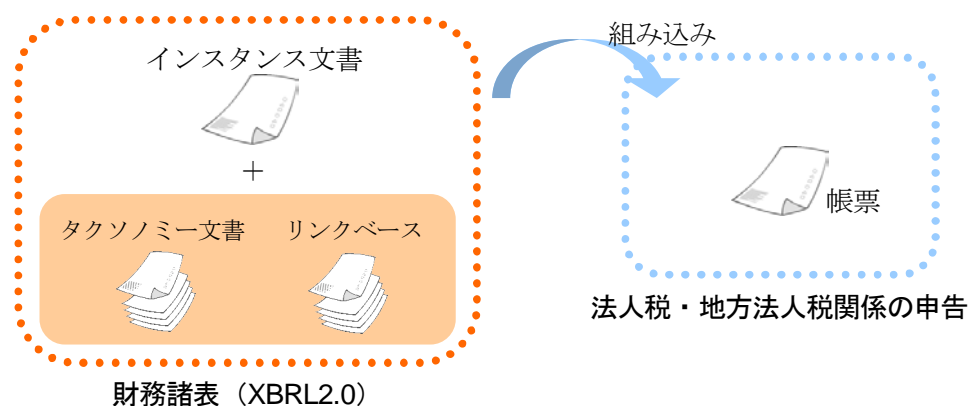 インスタンス文書
+
タクソノミー文書
リンクベース
財務諸表（XBRL2.0）
組み込み
帳票
法人税・地方法人税関係の申告